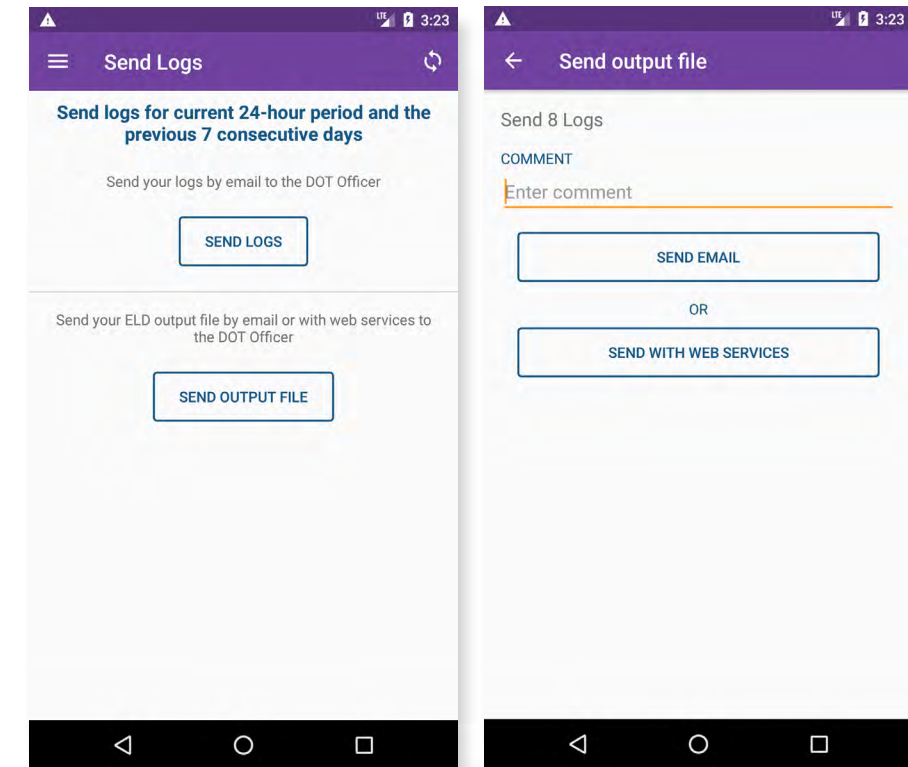 LTE 3:23
Send Logs
Send logs for current 24-hour period and the
previous 7 consecutive days
Send your logs by email to the DOT Officer
SEND LOGS
Send your ELD output file by email or with web services to
the DOT Officer
SEND OUTPUT FILE
LTE 3:23
Send output file
Send 8 Logs
COMMENT
Enter comment
SEND EMAIL
OR
SEND WITH WEB SERVICES